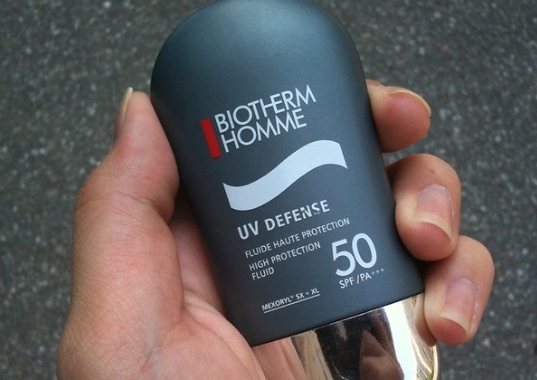 BIOTHERM
HOMME
UV DEFENSE
FLUIDE HAUTE PROTECTION
HIGH PROTECTION
FLUID
50
SPF/PA+++
MEXORYL® SX + XL